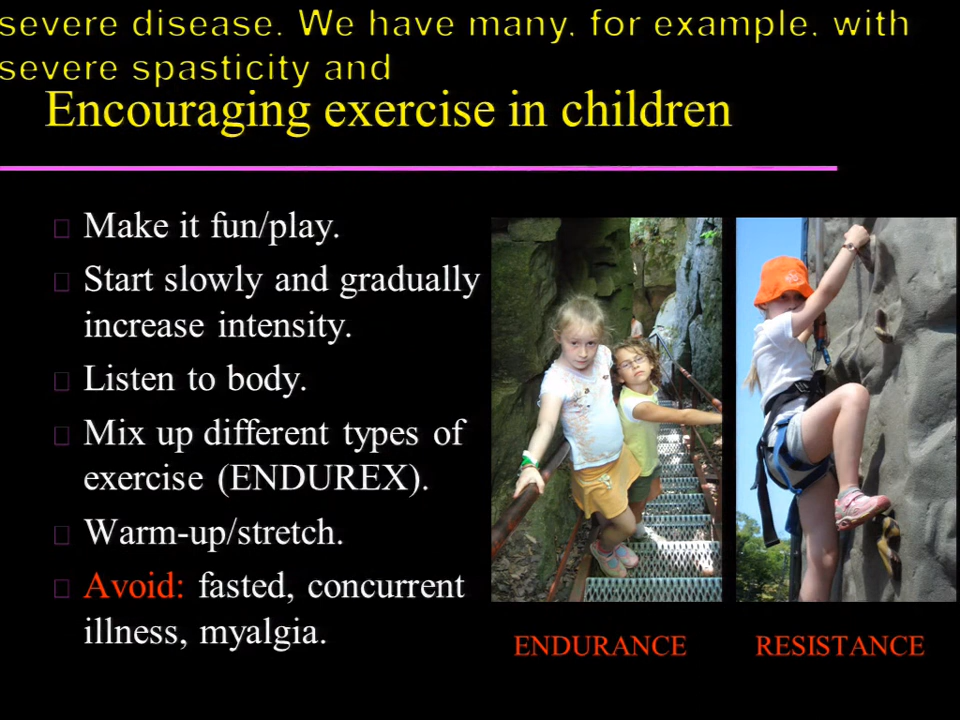 severe disease. We have many, for example, with
severe spasticity and
Encouraging exercise in children
Make it fun/play.
Start slowly and gradually
increase intensity.
Listen to body.
Mix up different types of
exercise (ENDUREX).
Warm-up/stretch.
Avoid: fasted, concurrent
illness, myalgia.
ENDURANCE
RESISTANCE